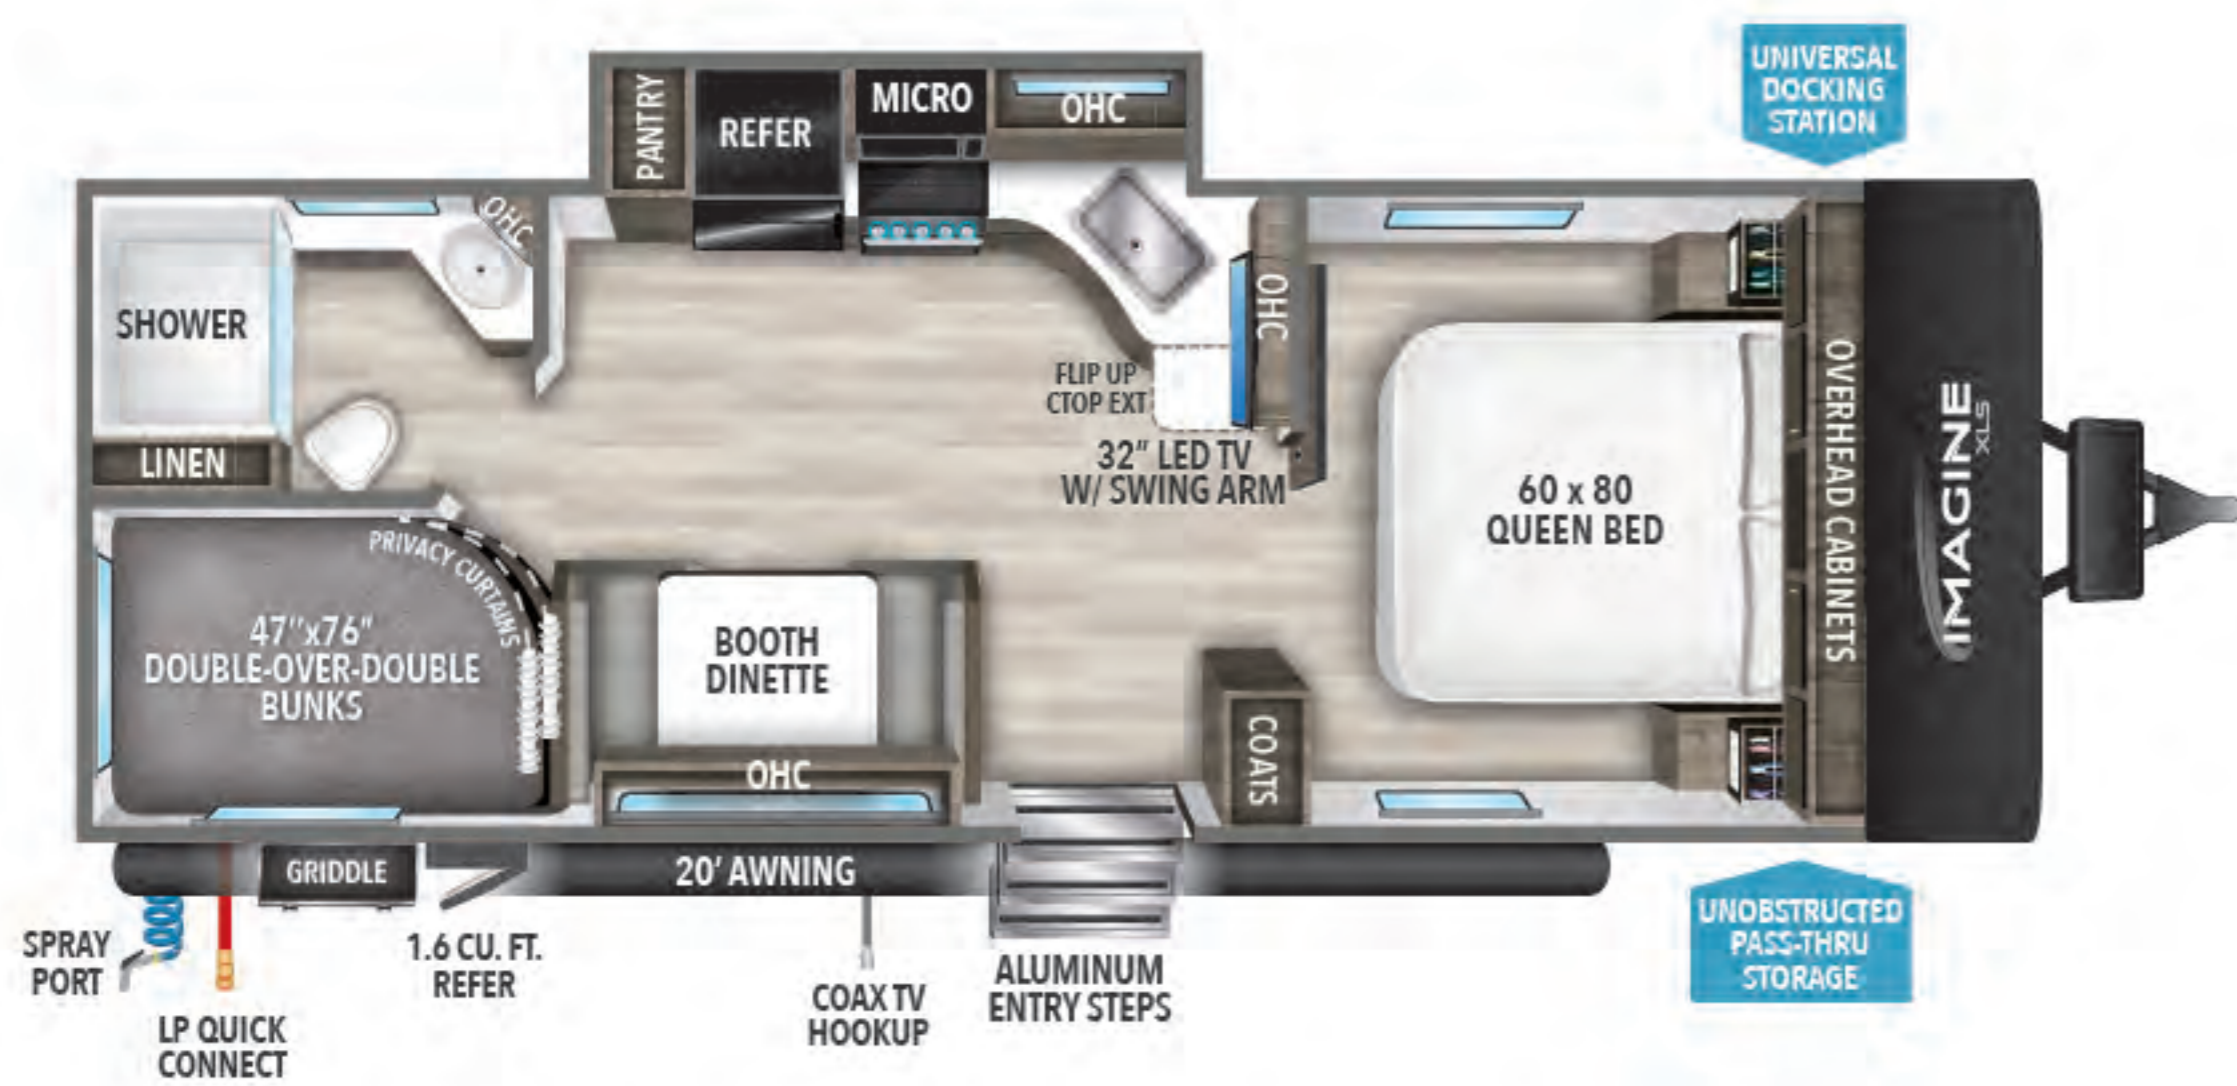 UNIVERSAL
DOCKING
STATION
PANTRY
REFER
MICRO
OHC
OHC
SHOWER
OHC
FLIP UP
CTOP EXT
32" LED TV
W/ SWING ARM
LINEN
60 x 80
QUEEN BED
OVERHEAD CABINETS
IMAGINE
XLS
PRIVACY CURTAINS
47"x76"
DOUBLE-OVER-DOUBLE
BUNKS
BOOTH
DINETTE
OHC
COATS
GRIDDLE
20' AWNING
SPRAY
PORT
LP QUICK
CONNECT
1.6 CU. FT.
REFER
COAX TV
HOOKUP
ALUMINUM
ENTRY STEPS
UNOBSTRUCTED
PASS-THRU
STORAGE